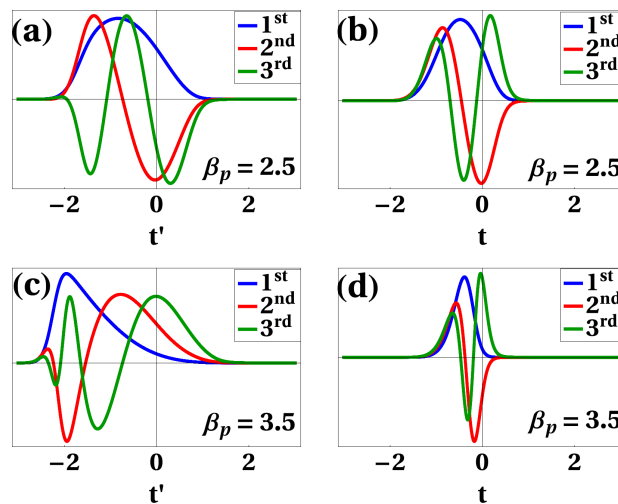 (a)
1st
2nd
3rd
βp = 2.5
−2 0 2
t'
(b)
1st
2nd
3rd
βp = 2.5
−2 0 2
t
(c)
1st
2nd
3rd
βp = 3.5
−2 0 2
t'
(d)
1st
2nd
3rd
βp = 3.5
−2 0 2
t